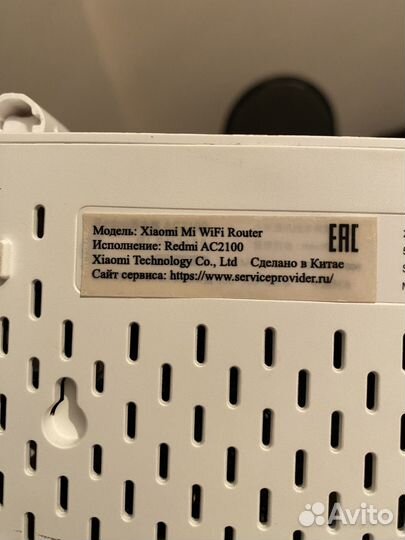 Модель: Xiaomi Mi WiFi Router
Исполнение: Redmi AC2100
Xiaomi Technology Co., Ltd Сделано в Китае
Сайт сервиса: https://www.serviceprovider.ru/
EAC
Avito